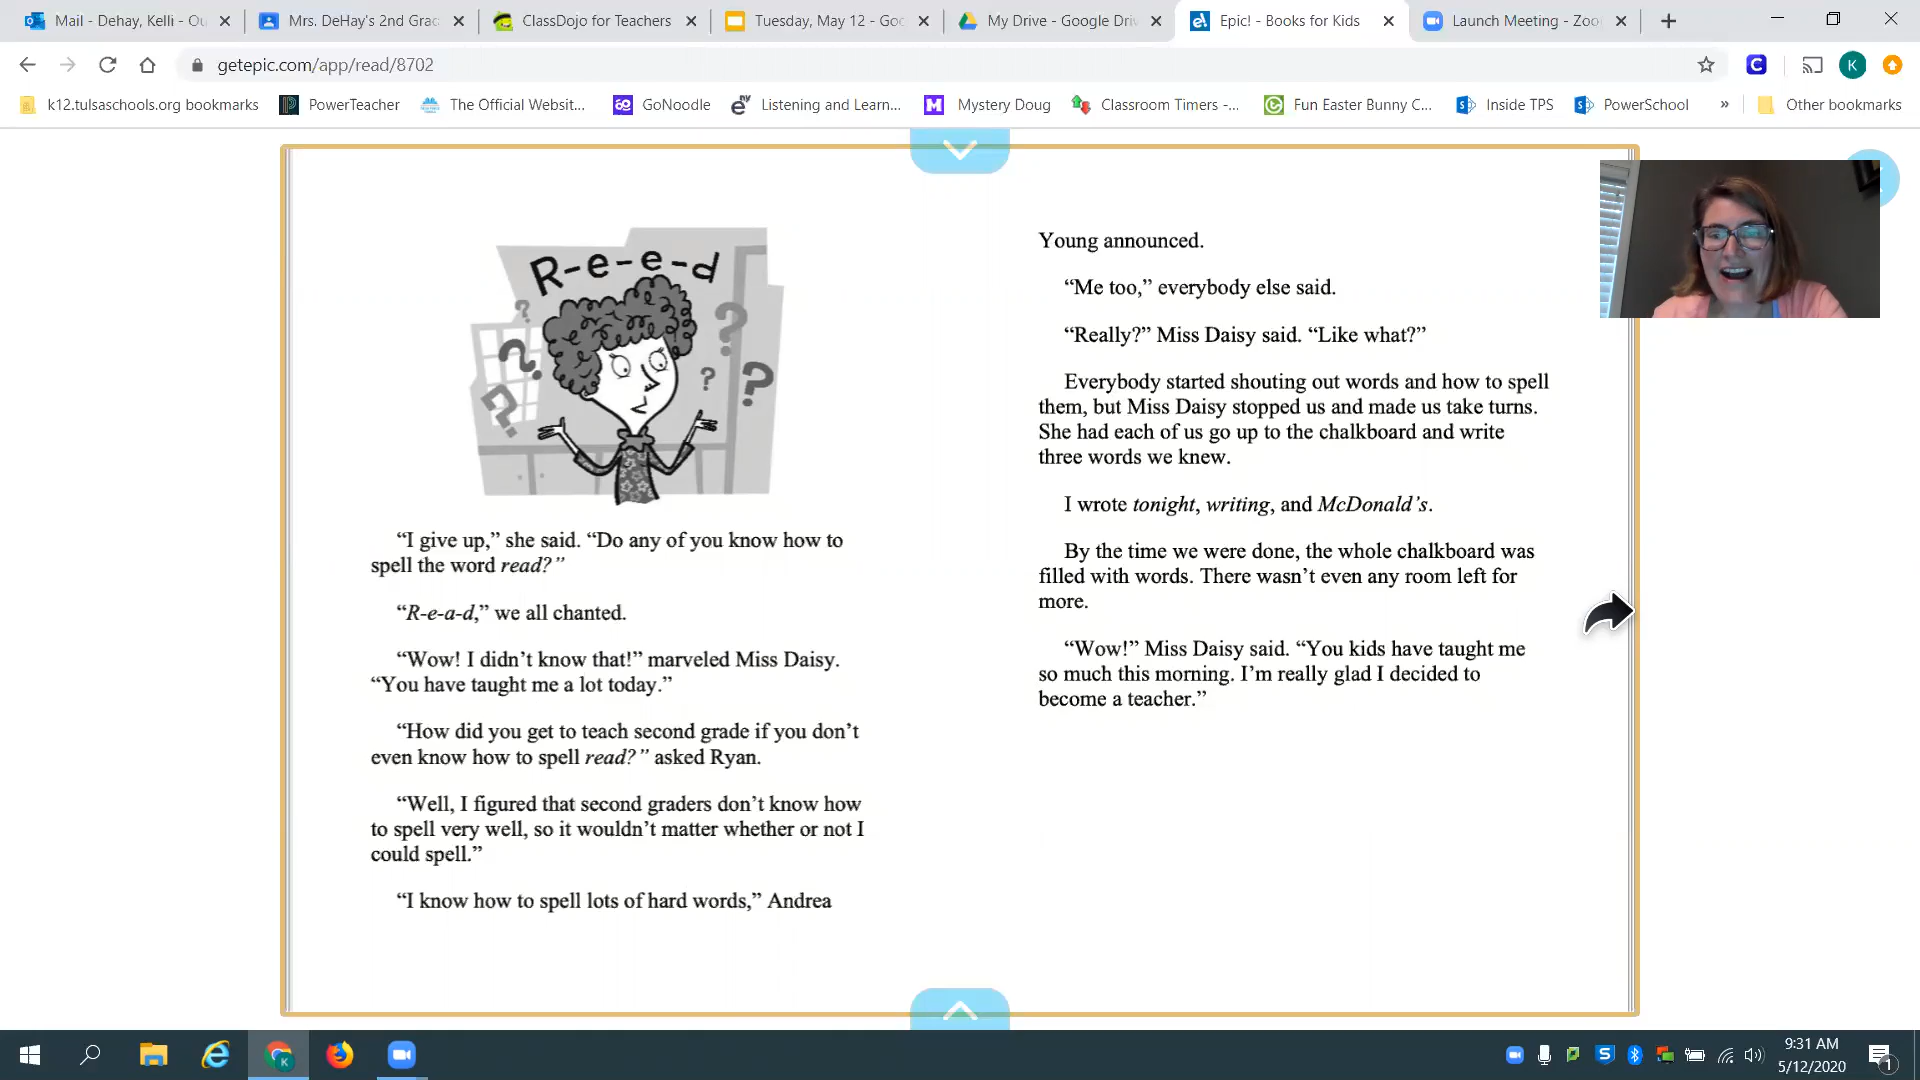 Mail - Dehay, Kelli - Ou
Mrs. DeHay's 2nd Grad
ClassDojo for Teachers
Tuesday, May 12 - Goo
My Drive - Google Driv
Epic! - Books for Kids
Launch Meeting - Zoo
getepic.com/app/read/8702
K
k12.tulsaschools.org bookmarks
PowerTeacher
The Official Websit...
GoNoodle
Listening and Learn...
Mystery Doug
Classroom Timers -...
Fun Easter Bunny C...
Inside TPS
PowerSchool
»
Other bookmarks
R-e-e-d
? ? ? ? ? ?
“I give up,” she said. “Do any of you know how to
spell the word read?”
“R-e-a-d,” we all chanted.
“Wow! I didn’t know that!” marveled Miss Daisy.
“You have taught me a lot today.”
“How did you get to teach second grade if you don’t
even know how to spell read?” asked Ryan.
“Well, I figured that second graders don’t know how
to spell very well, so it wouldn’t matter whether or not I
could spell.”
“I know how to spell lots of hard words,” Andrea
Young announced.
“Me too,” everybody else said.
“Really?” Miss Daisy said. “Like what?”
Everybody started shouting out words and how to spell
them, but Miss Daisy stopped us and made us take turns.
She had each of us go up to the chalkboard and write
three words we knew.
I wrote tonight, writing, and McDonald’s.
By the time we were done, the whole chalkboard was
filled with words. There wasn’t even any room left for
more.
“Wow!” Miss Daisy said. “You kids have taught me
so much this morning. I’m really glad I decided to
become a teacher.”
9:31 AM
5/12/2020
1